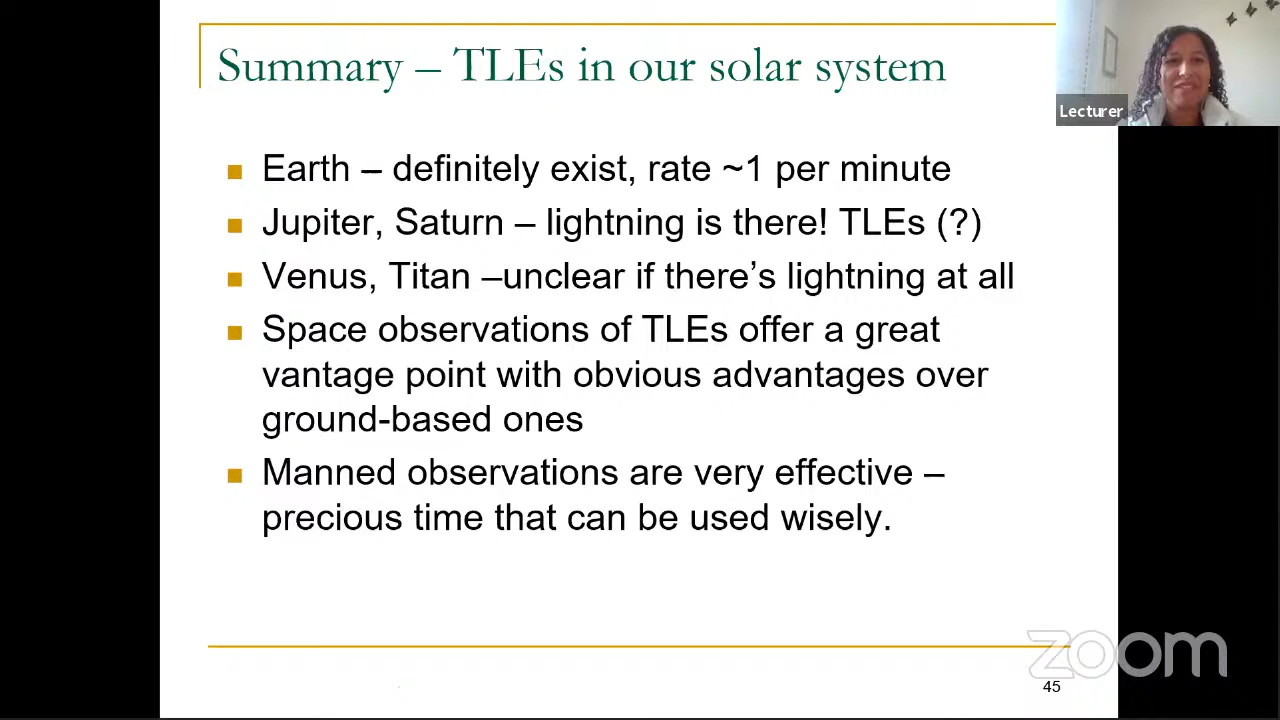 Summary – TLEs in our solar system
Lecturer
Earth – definitely exist, rate ~1 per minute
Jupiter, Saturn – lightning is there! TLEs (?)
Venus, Titan –unclear if there’s lightning at all
Space observations of TLEs offer a great
vantage point with obvious advantages over
ground-based ones
Manned observations are very effective –
precious time that can be used wisely.
zoom
45